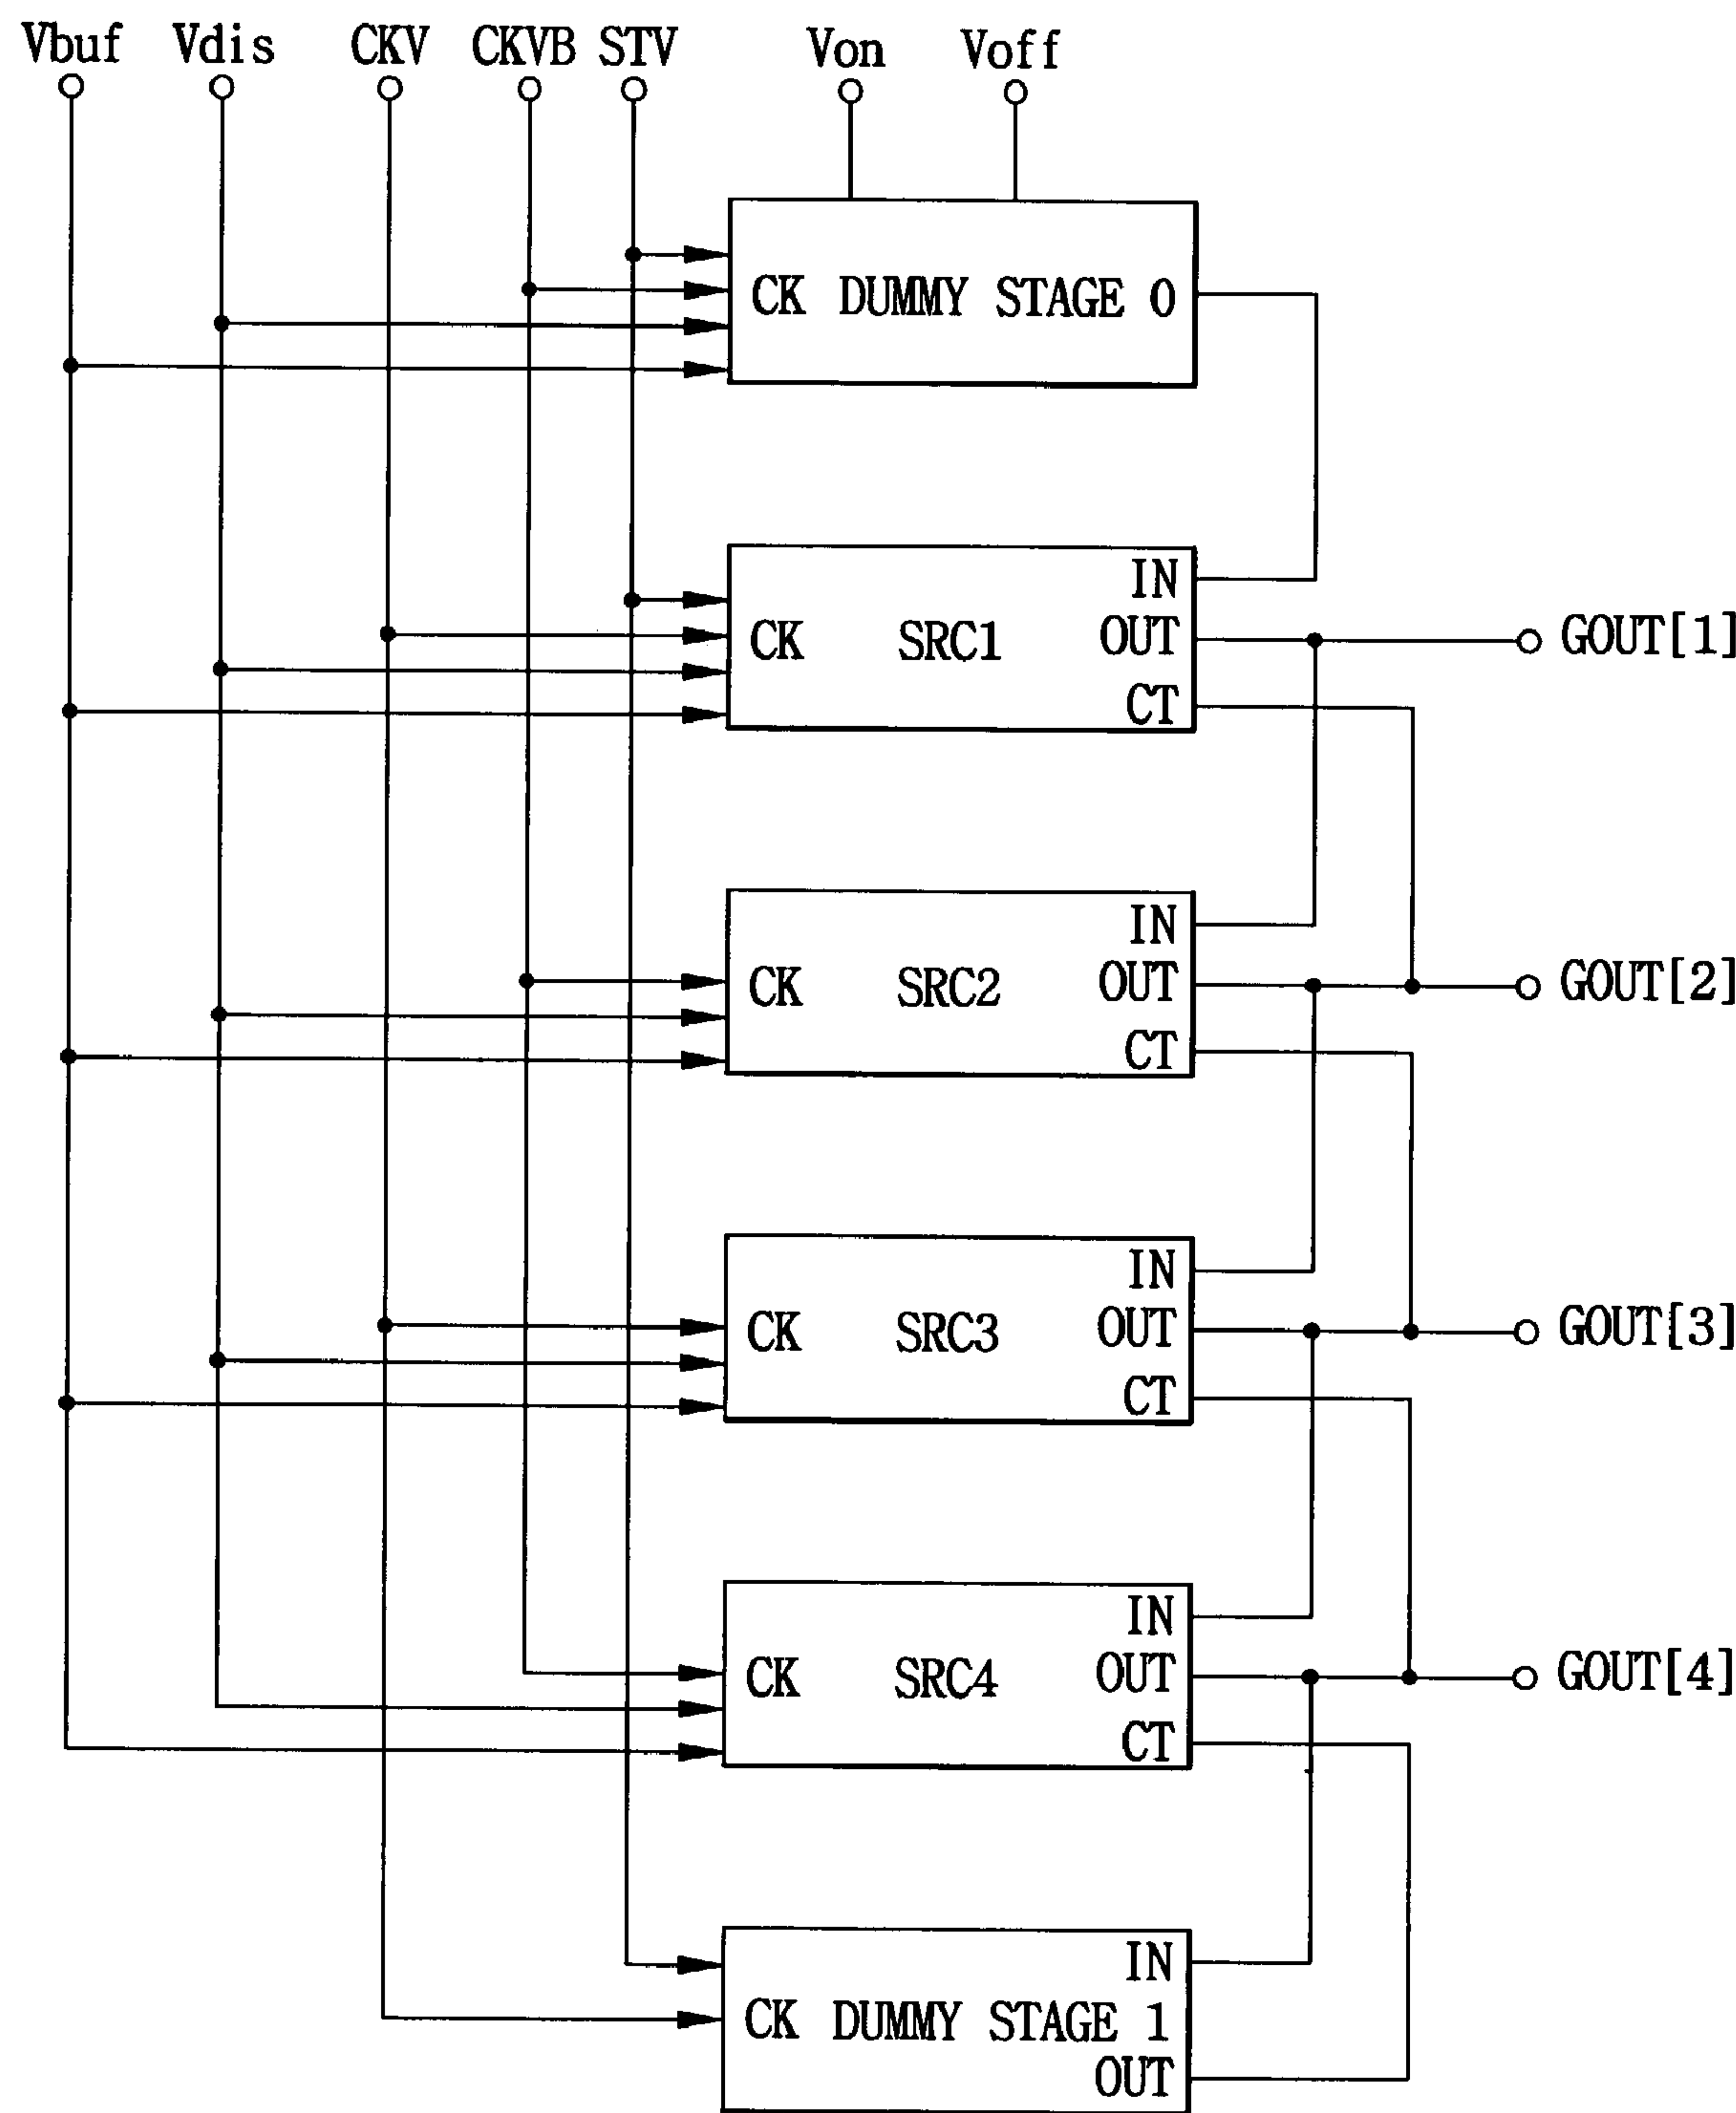 Vbuf Vdis CKV CKVB STV Von Voff
CK DUMMY STAGE 0
IN
CK SRC1 OUT GOUT[1]
CT
IN
CK SRC2 OUT GOUT[2]
CT
IN
CK SRC3 OUT GOUT[3]
CT
IN
CK SRC4 OUT GOUT[4]
CT
IN
CK DUMMY STAGE 1
OUT